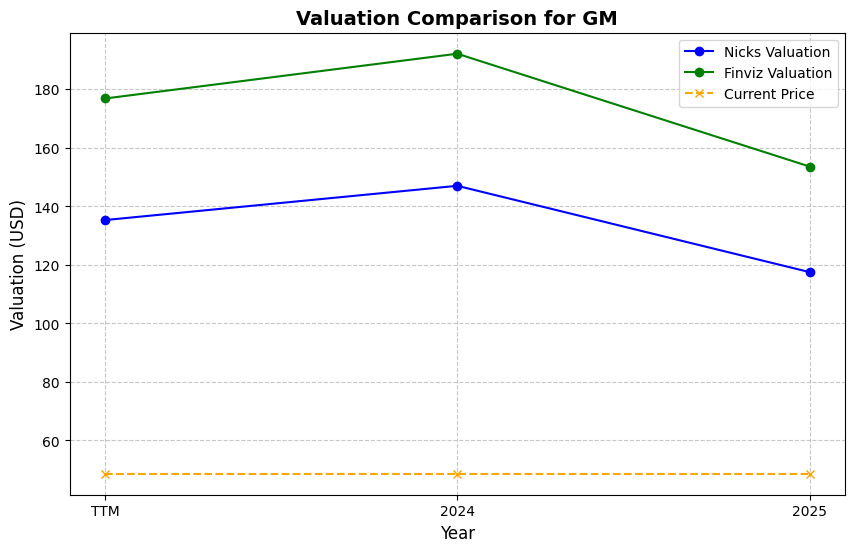 Valuation Comparison for GM
Nicks Valuation
Finviz Valuation
Current Price
Valuation (USD)
180
160
140
120
100
80
60
TTM
2024
2025
Year